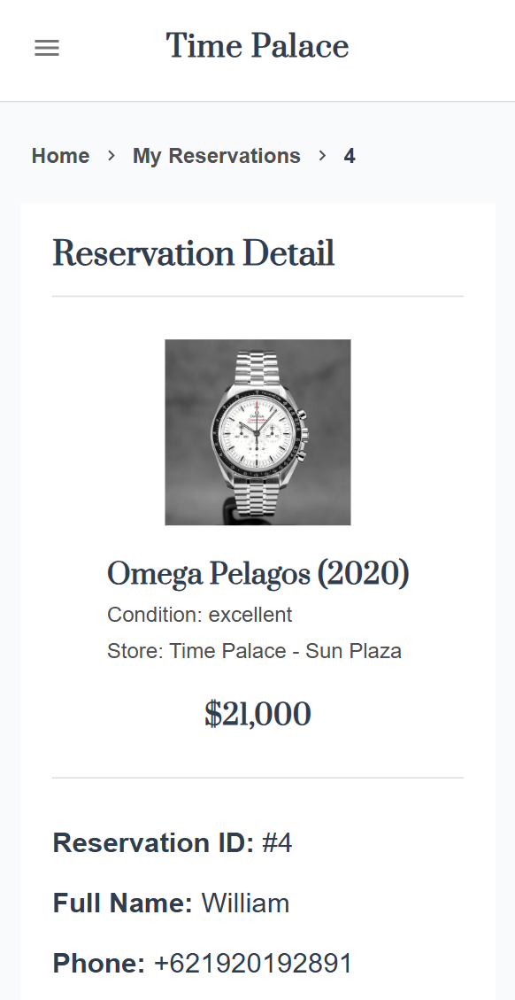 Time Palace
Home > My Reservations > 4
Reservation Detail
OMEGA
Omega Pelagos (2020)
Condition: excellent
Store: Time Palace - Sun Plaza
$21,000
Reservation ID: #4
Full Name: William
Phone: +621920192891